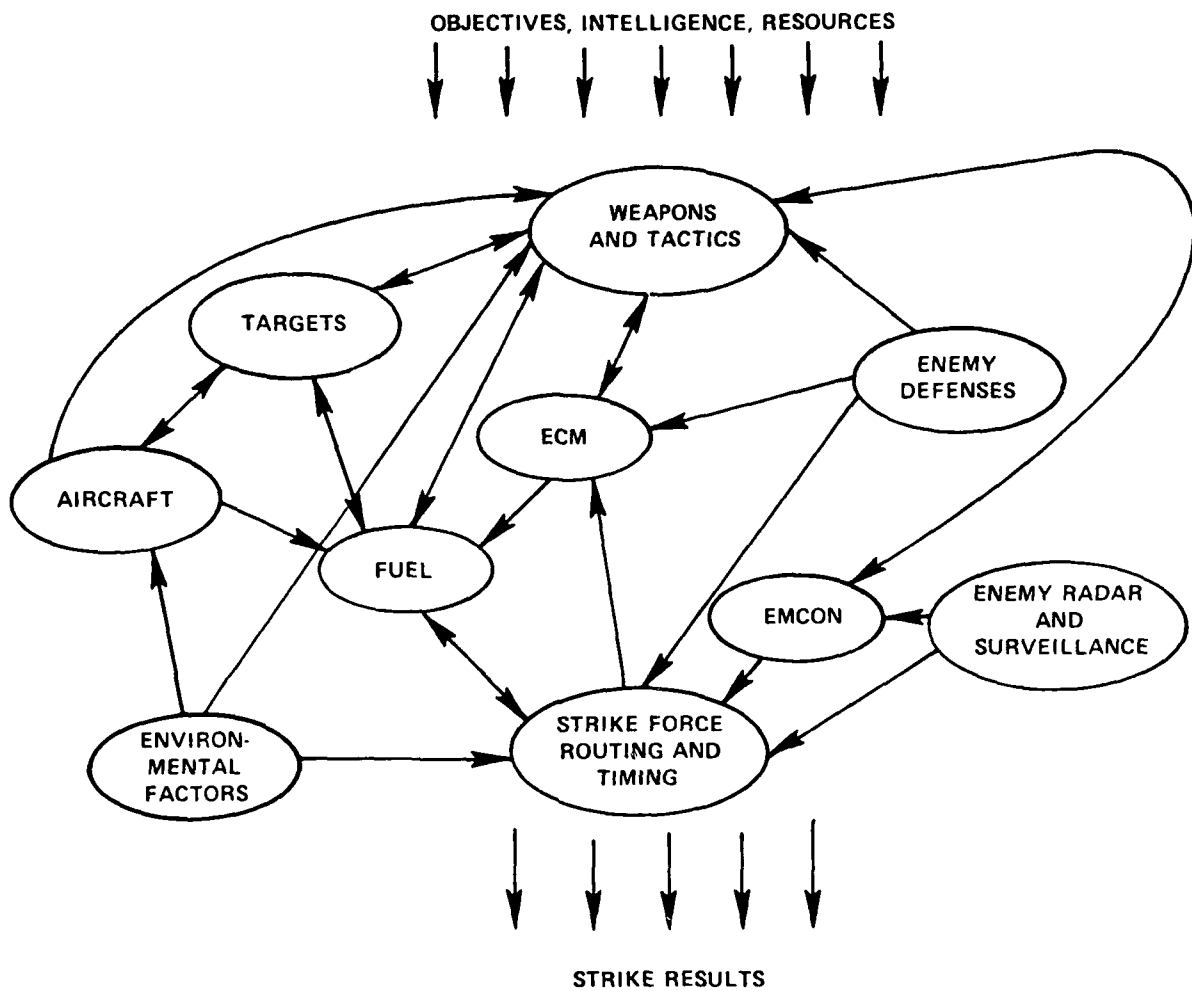 OBJECTIVES, INTELLIGENCE, RESOURCES
WEAPONS
AND TACTICS
TARGETS
ENEMY
DEFENSES
ECM
AIRCRAFT
FUEL
EMCON
ENEMY RADAR
AND
SURVEILLANCE
ENVIRON-
MENTAL
FACTORS
STRIKE FORCE
ROUTING AND
TIMING
STRIKE RESULTS